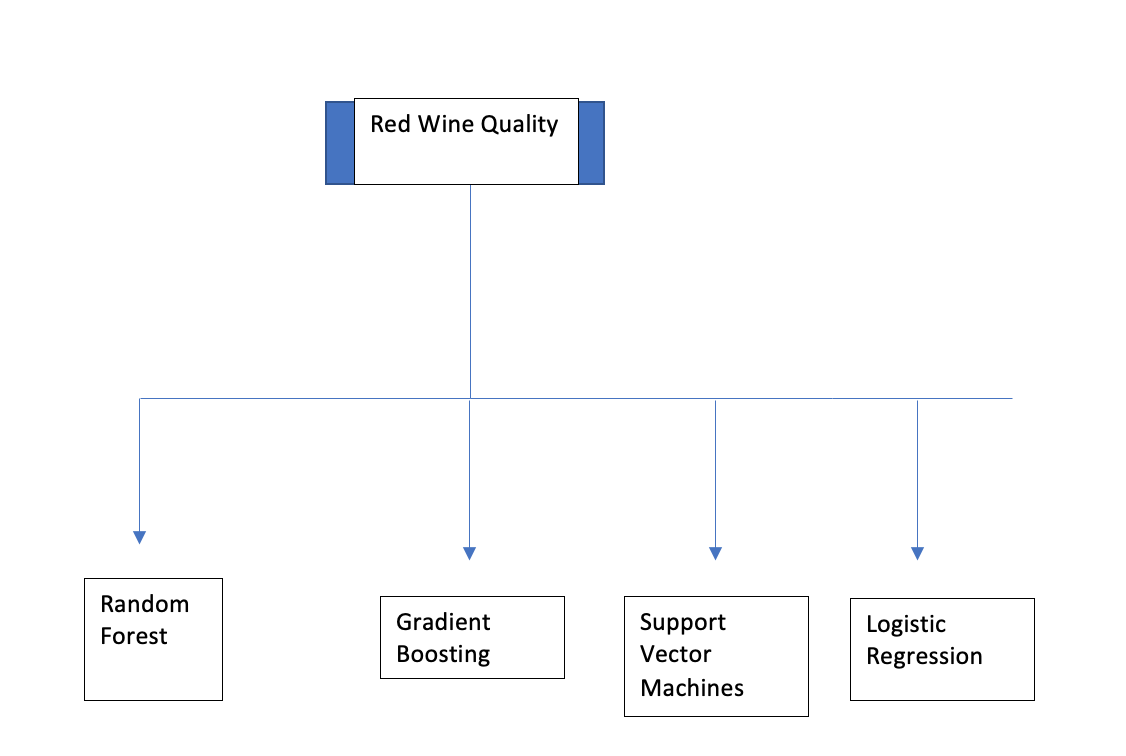 Red Wine Quality
Random
Forest
Gradient
Boosting
Support
Vector
Machines
Logistic
Regression